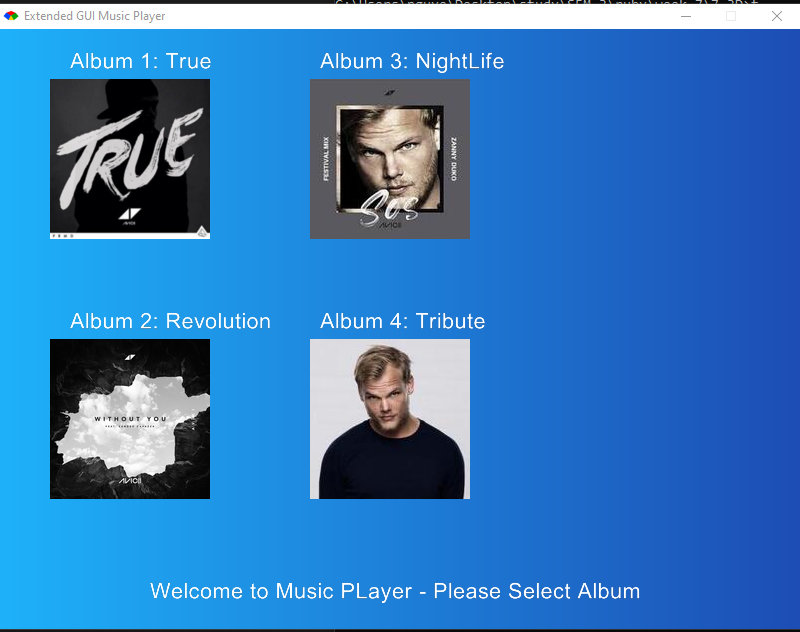 Extended GUI Music Player
Album 1: True
Album 3: NightLife
TRUE
AVICII
FESTIVAL MIX
ZANNY DUKO
SOS
AVICII
Album 2: Revolution
Album 4: Tribute
WITHOUT YOU
AVICII
Welcome to Music PLayer - Please Select Album